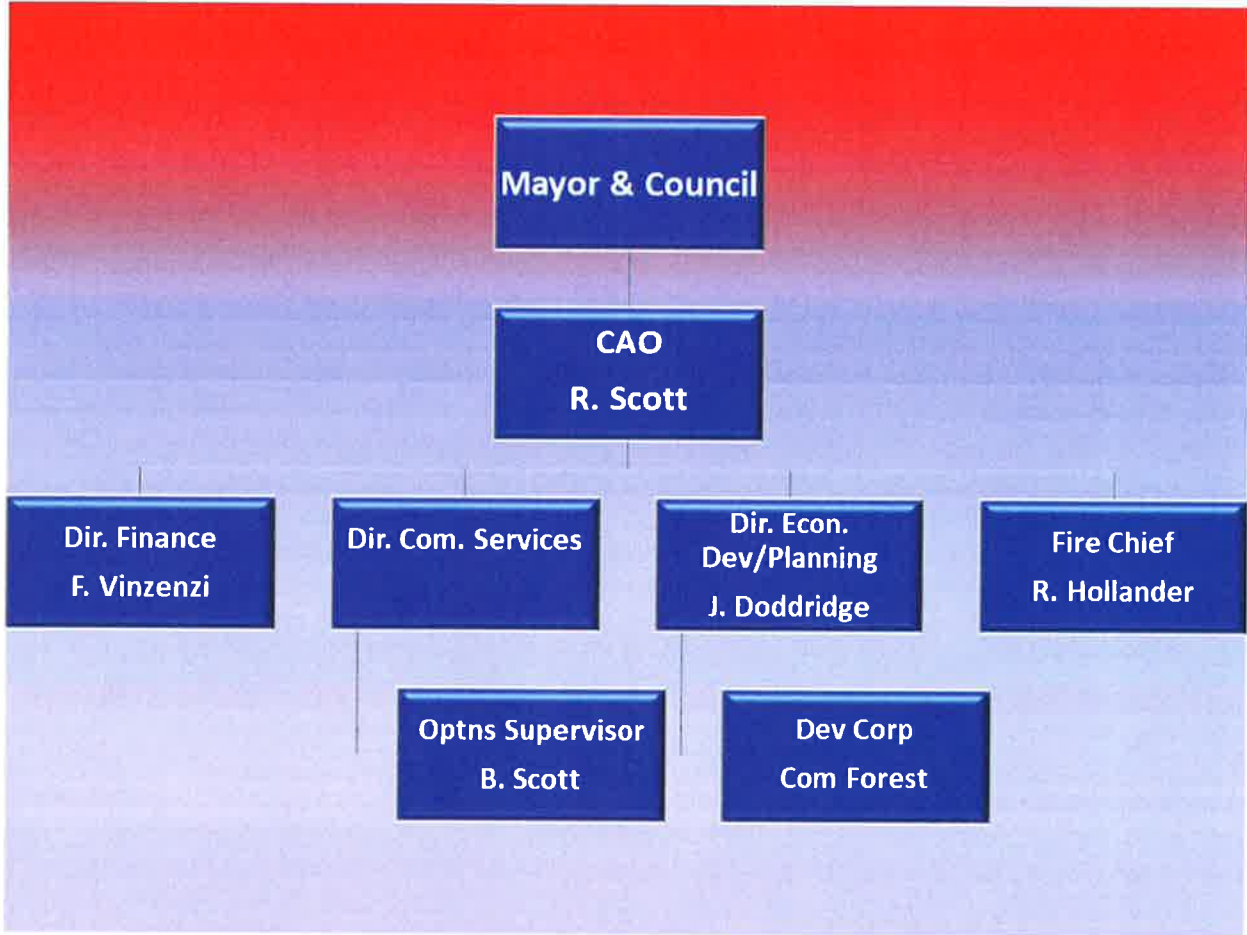 Mayor & Council
CAO
R. Scott
Dir. Finance
F. Vinzenzi
Dir. Com. Services
Dir. Econ.
Dev/Planning
J. Doddridge
Fire Chief
R. Hollander
Optns Supervisor
B. Scott
Dev Corp
Com Forest